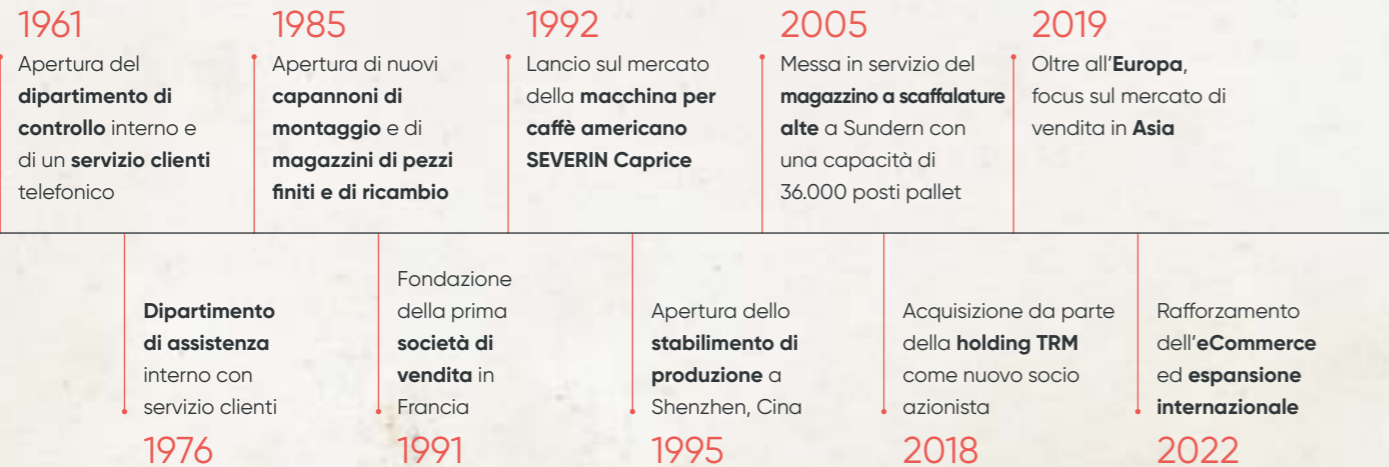 1961
Apertura del
dipartimento di
controllo interno e
di un servizio clienti
telefonico
1985
Apertura di nuovi
capannoni di
montaggio e di
magazzini di pezzi
finiti e di ricambio
1992
Lancio sul mercato
della macchina per
caffè americano
SEVERIN Caprice
2005
Messa in servizio del
magazzino a scaffalature
alte a Sundern con
una capacità di
36.000 posti pallet
2019
Oltre all'Europa,
focus sul mercato di
vendita in Asia
Dipartimento
di assistenza
interno con
servizio clienti
1976
Fondazione
della prima
società di
vendita in
Francia
1991
Apertura dello
stabilimento di
produzione a
Shenzhen, Cina
1995
Acquisizione da parte
della holding TRM
come nuovo socio
azionista
2018
Rafforzamento
dell'eCommerce
ed espansione
internazionale
2022